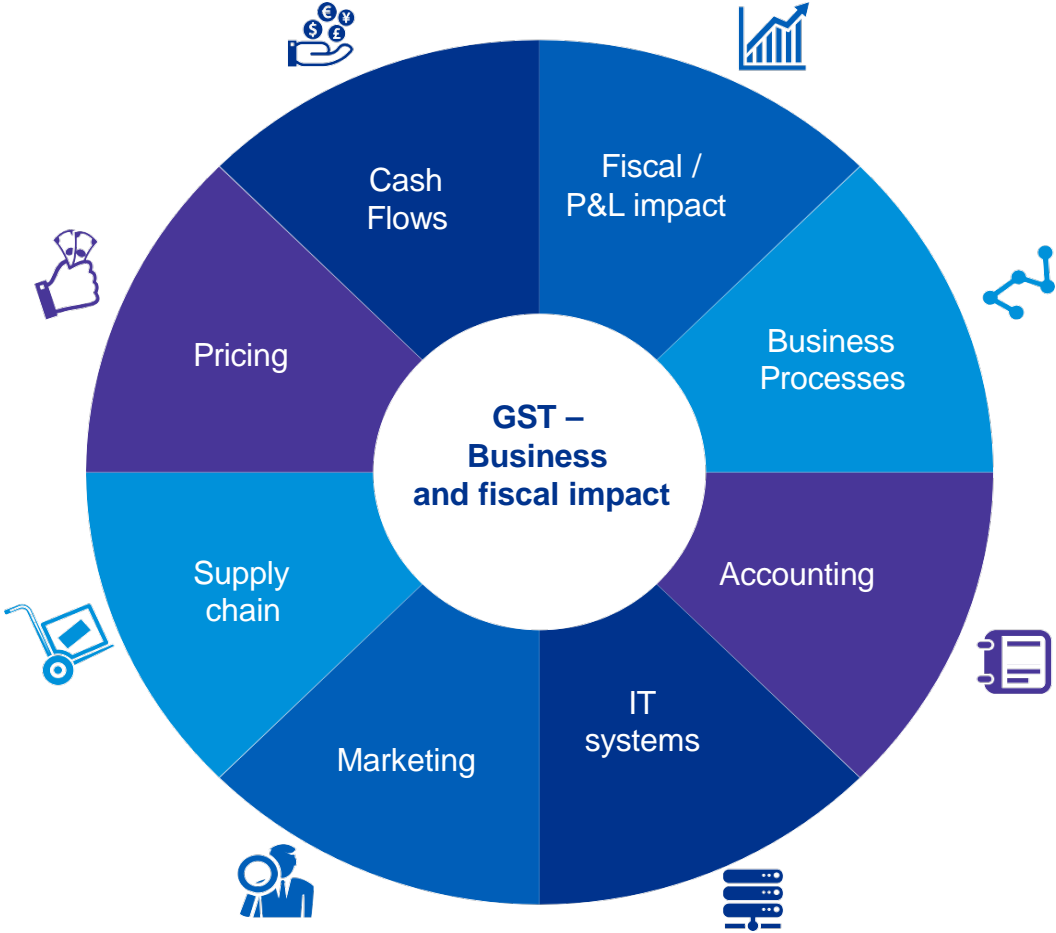 Cash
Flows
Fiscal /
P&L impact
Business
Processes
Pricing
GST –
Business
and fiscal impact
Supply
chain
Accounting
IT
systems
Marketing
€
¥
$
£